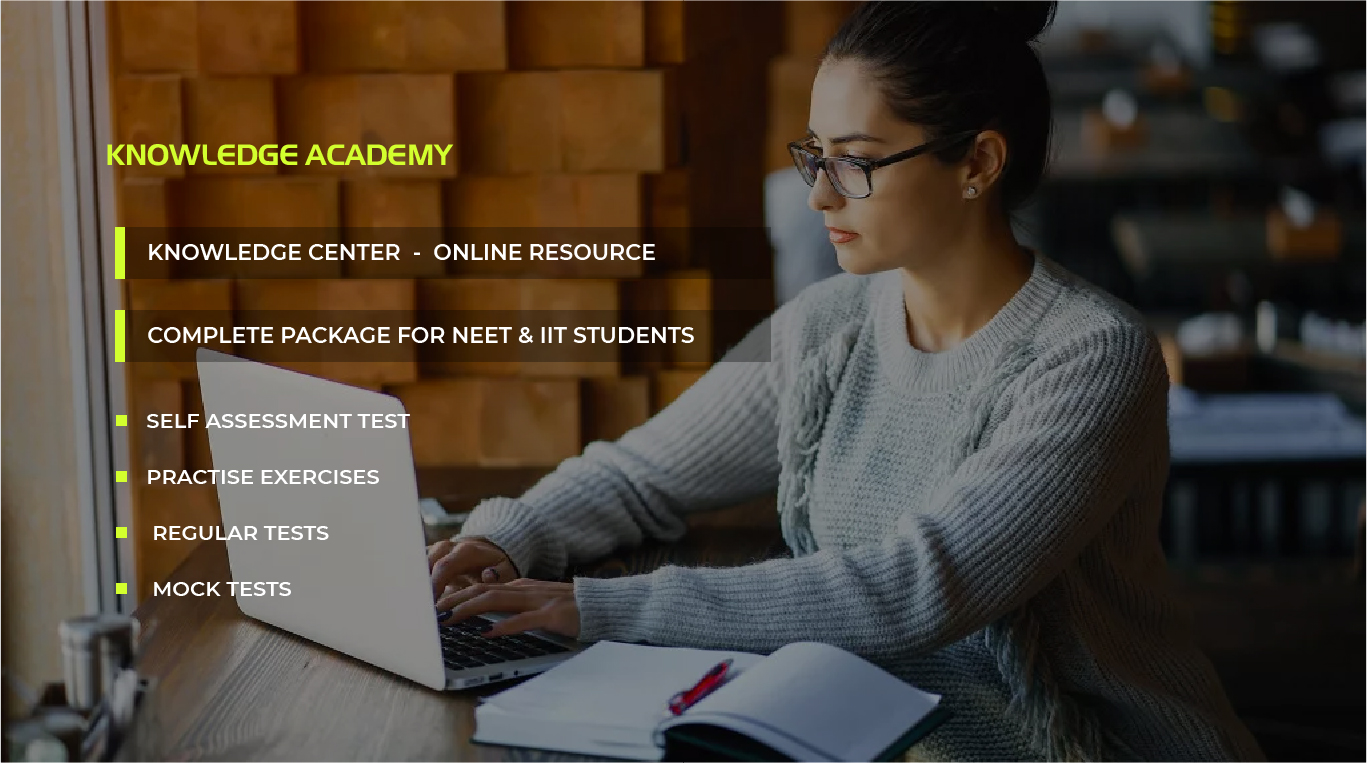 KNOWLEDGE ACADEMY
KNOWLEDGE CENTER - ONLINE RESOURCE
COMPLETE PACKAGE FOR NEET & IIT STUDENTS
SELF ASSESSMENT TEST
PRACTISE EXERCISES
REGULAR TESTS
MOCK TESTS